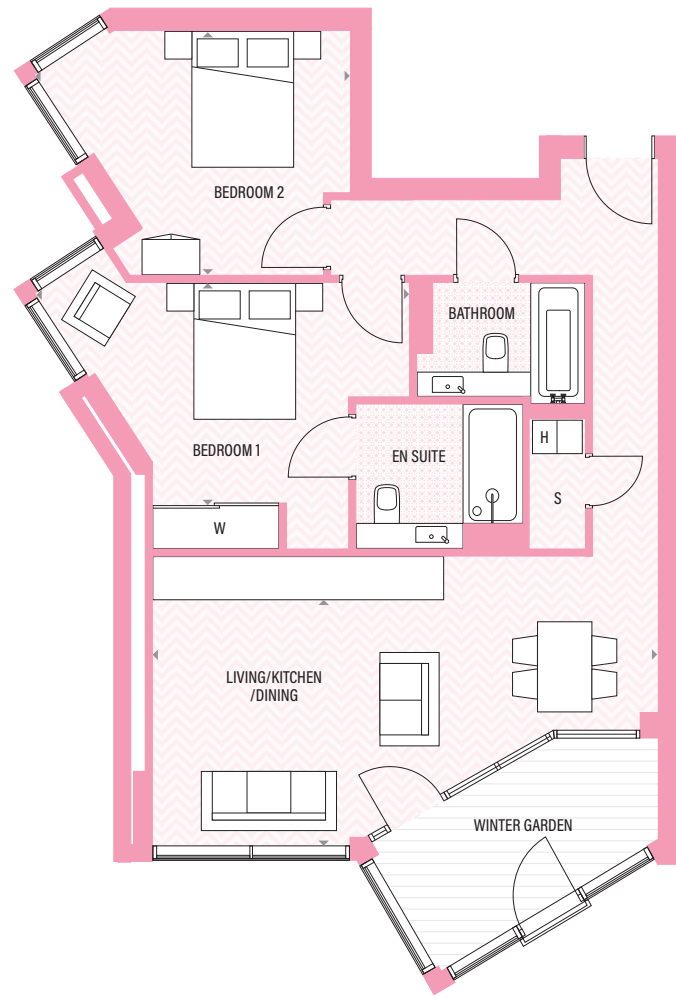 BEDROOM 2
BATHROOM
BEDROOM 1
EN SUITE
H
S
W
LIVING/KITCHEN
/DINING
WINTER GARDEN